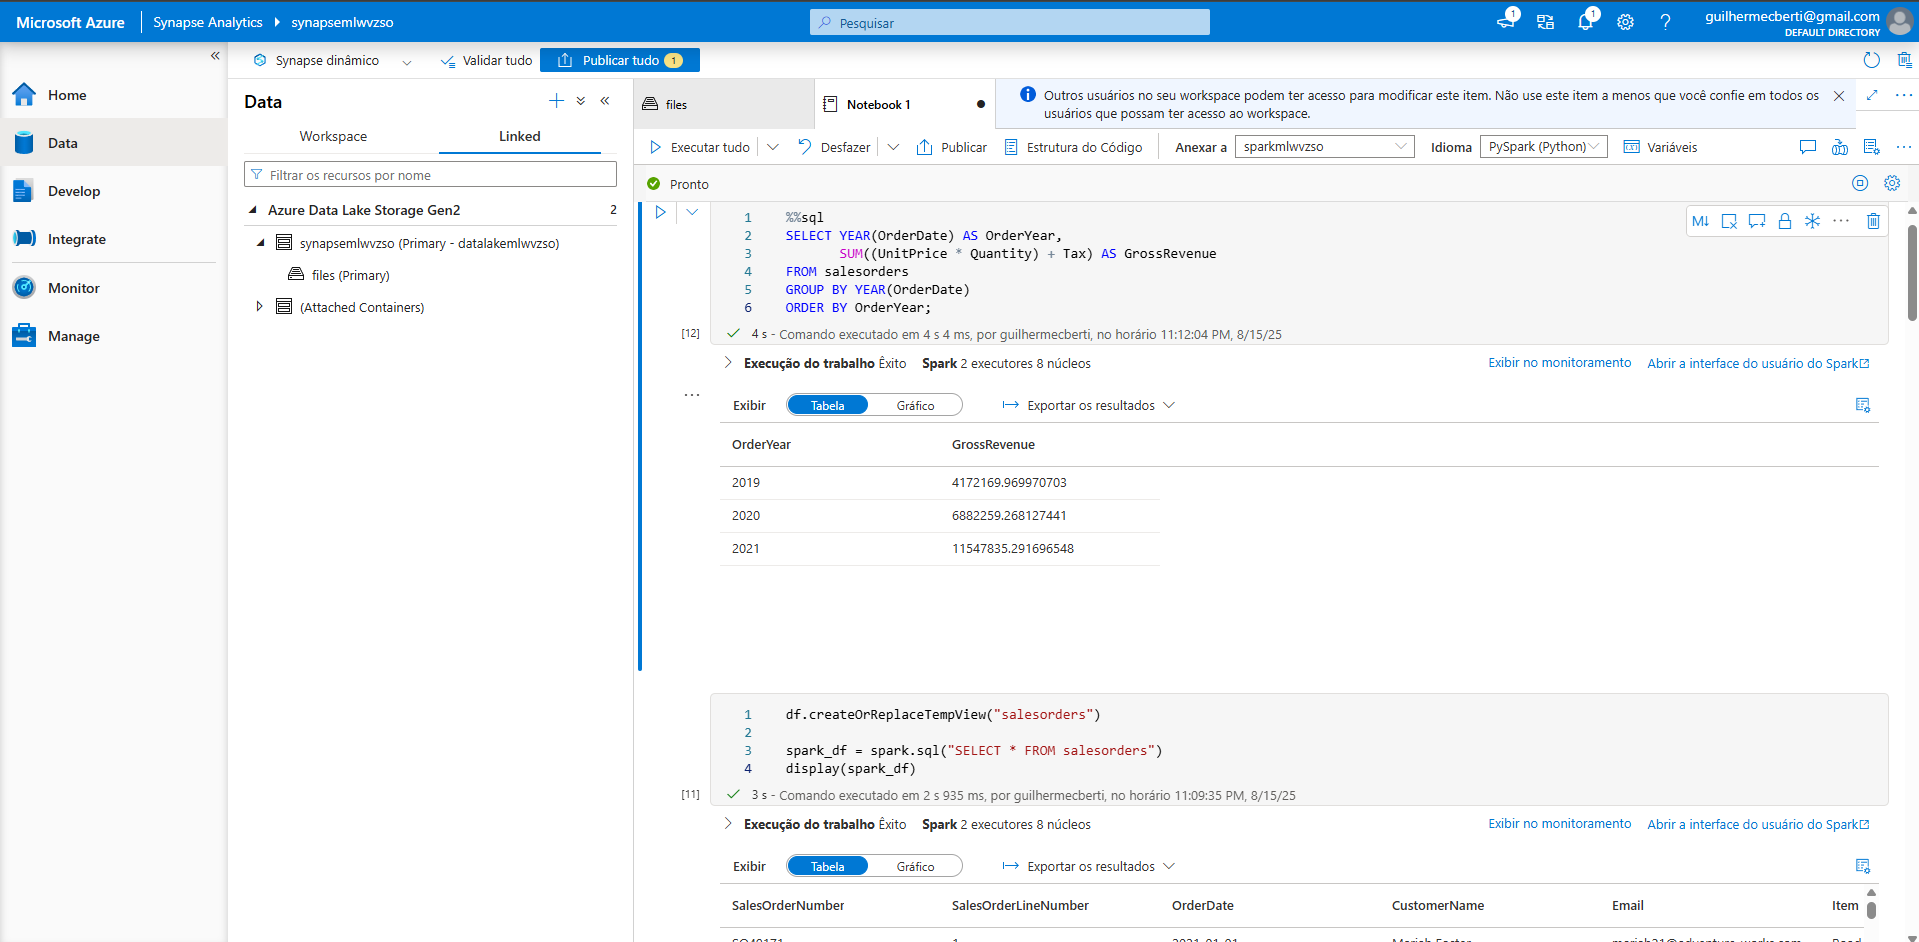 Microsoft Azure Synapse Analytics synapsemlwvzso Pesquisar 1 1 guilhermecberti@gmail.com
DEFAULT DIRECTORY
Synapse dinâmico Validar tudo Publicar tudo 1
Home
Data
Develop
Integrate
Monitor
Manage
Data
Workspace Linked
Filtrar os recursos por nome
Azure Data Lake Storage Gen2 2
synapsemlwvzso (Primary - datalakemlwvzso)
files (Primary)
(Attached Containers)
files
Notebook 1
Outros usuários no seu workspace podem ter acesso para modificar este item. Não use este item a menos que você confie em todos os
usuários que possam ter acesso ao workspace.
Executar tudo Desfazer Publicar Estrutura do Código Anexar a sparkmlwvzso Idioma PySpark (Python) Variáveis
Pronto
1 %%sql
2 SELECT YEAR(OrderDate) AS OrderYear,
3 SUM((UnitPrice * Quantity) + Tax) AS GrossRevenue
4 FROM salesorders
5 GROUP BY YEAR(OrderDate)
6 ORDER BY OrderYear;
M↓
[12] 4 s - Comando executado em 4 s 4 ms, por guilhermecberti, no horário 11:12:04 PM, 8/15/25
Execução do trabalho Êxito Spark 2 executores 8 núcleos Exibir no monitoramento Abrir a interface do usuário do Spark
Exibir Tabela Gráfico Exportar os resultados
OrderYear GrossRevenue
2019 4172169.969970703
2020 6882259.268127441
2021 11547835.291696548
1 df.createOrReplaceTempView("salesorders")
2
3 spark_df = spark.sql("SELECT * FROM salesorders")
4 display(spark_df)
[11] 3 s - Comando executado em 2 s 935 ms, por guilhermecberti, no horário 11:09:35 PM, 8/15/25
Execução do trabalho Êxito Spark 2 executores 8 núcleos Exibir no monitoramento Abrir a interface do usuário do Spark
Exibir Tabela Gráfico Exportar os resultados
SalesOrderNumber SalesOrderLineNumber OrderDate CustomerName Email Item